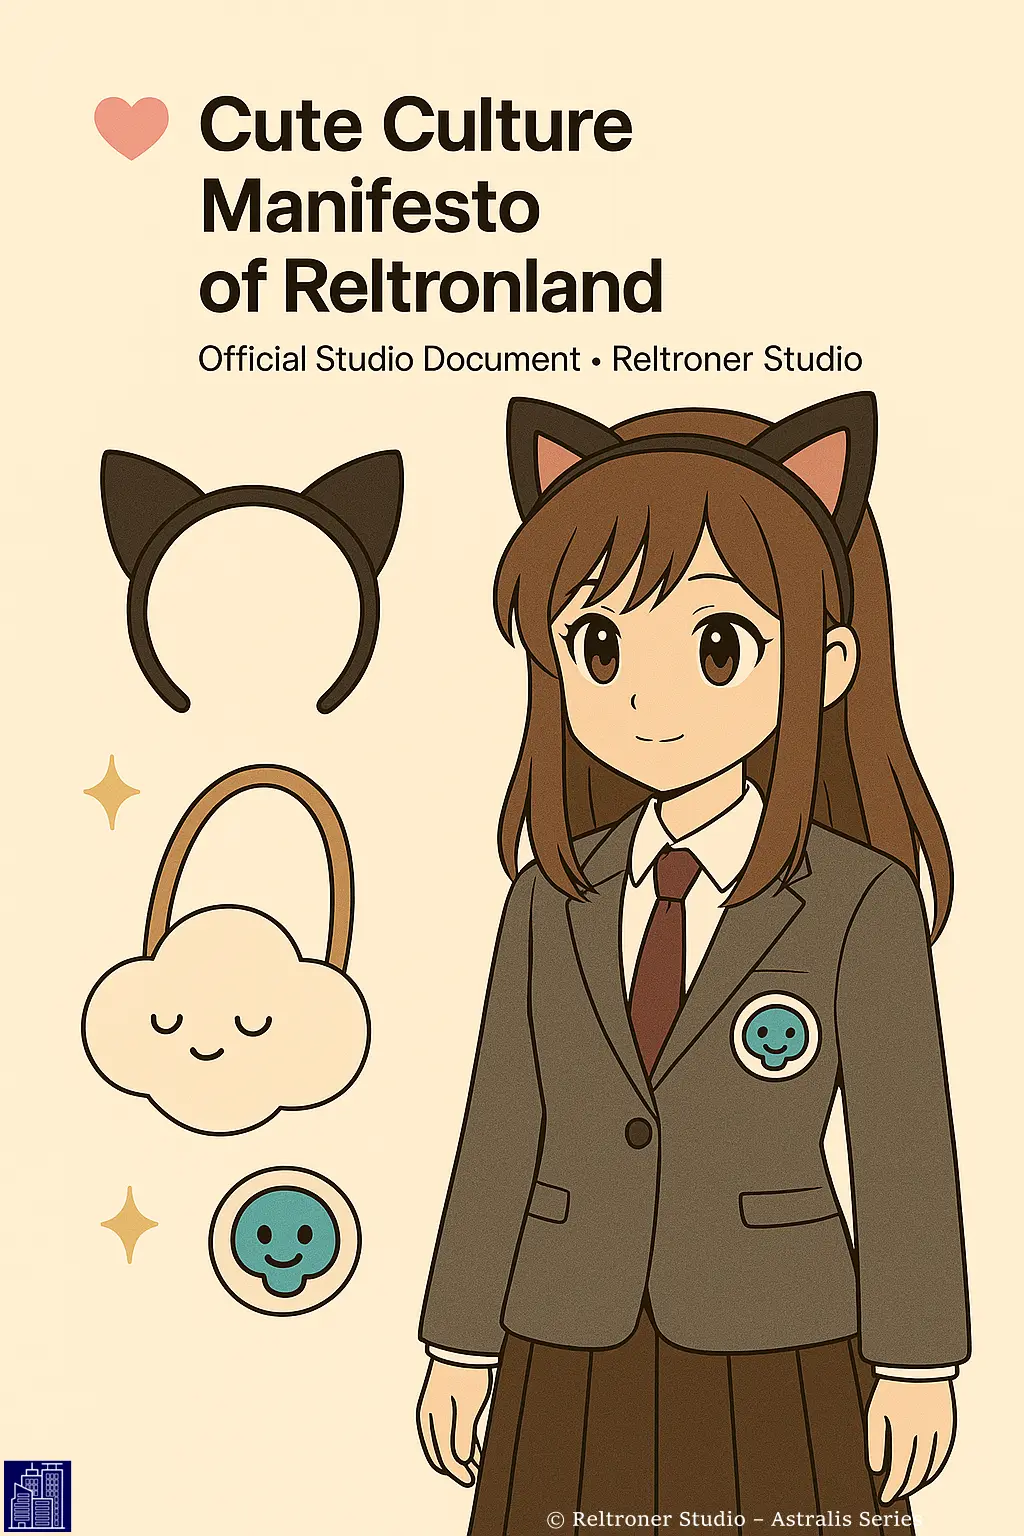 Cute Culture
Manifesto
of Reltronland
Official Studio Document • Reltroner Studio
© Reltroner Studio – Astralis Series